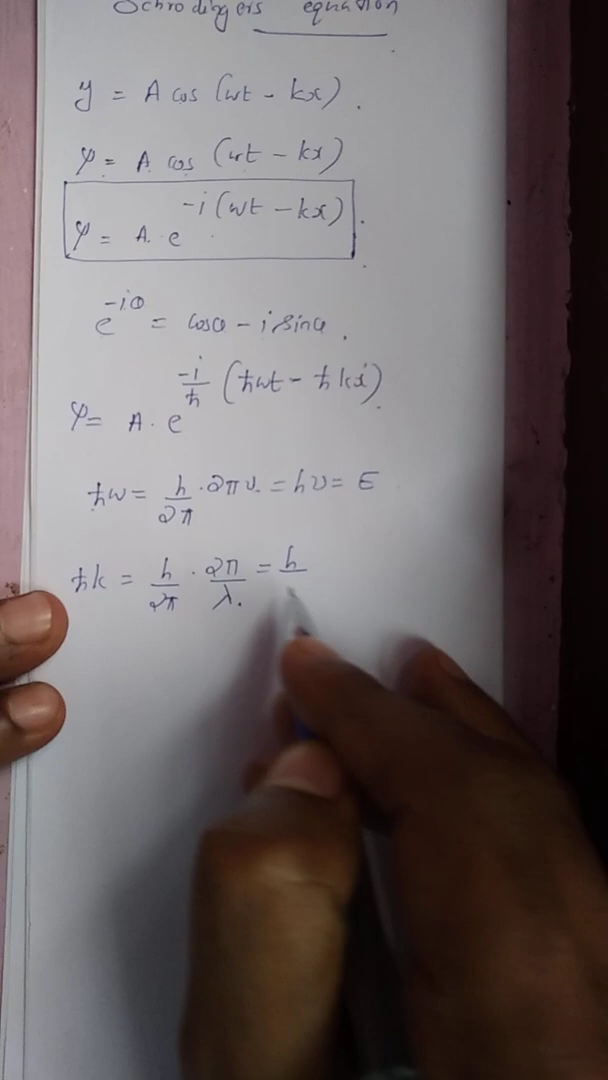 Schrodingers equation
y = A cos (wt - kx).
ψ = A cos (wt - kx)
ψ = A. e^{-i(wt - kx)}.
e^{-iθ} = cosθ - i sinθ.
ψ = A. e^{-i/ħ (ħwt - ħkx)}.
ħw = h/2π . 2πν. = hν = E
ħk = h/2π . 2π/λ. = h